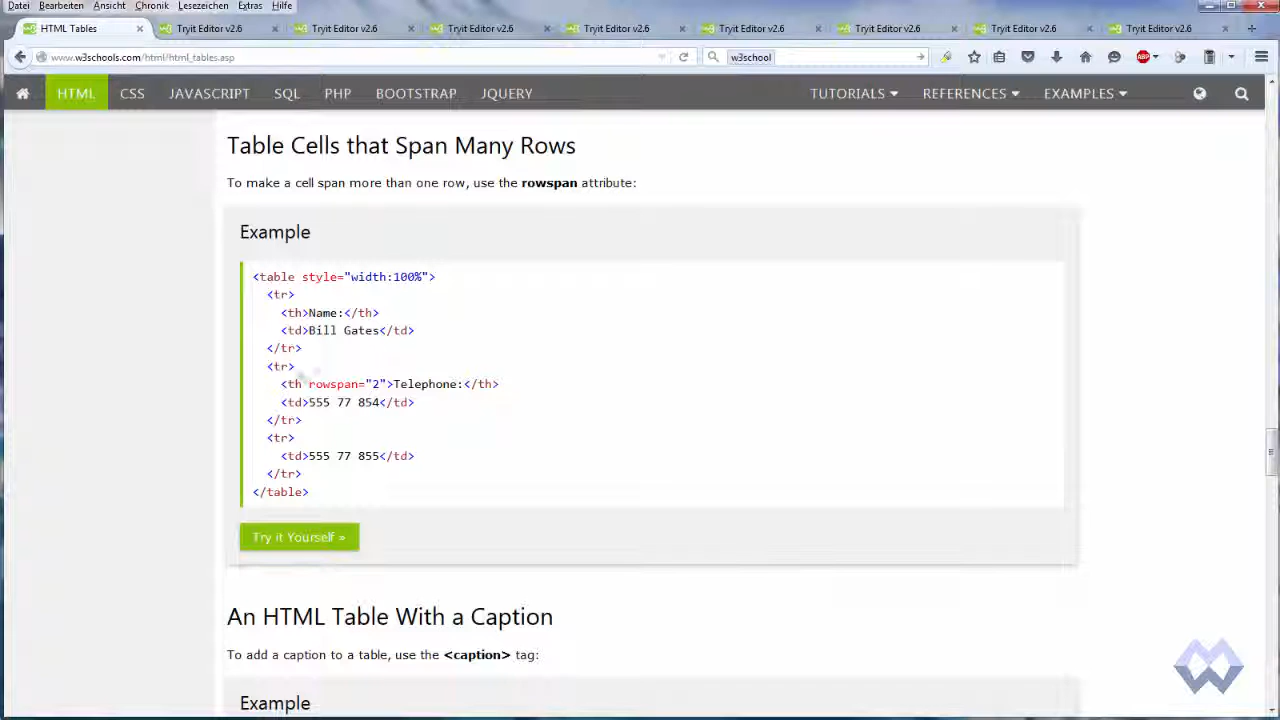 Datei Bearbeiten Ansicht Chronik Lesezeichen Extras Hilfe
HTML Tables Tryit Editor v2.6 Tryit Editor v2.6 Tryit Editor v2.6 Tryit Editor v2.6 Tryit Editor v2.6 Tryit Editor v2.6 Tryit Editor v2.6 Tryit Editor v2.6
www.w3schools.com/html/html_tables.asp w3school ABP
HTML CSS JAVASCRIPT SQL PHP BOOTSTRAP JQUERY TUTORIALS REFERENCES EXAMPLES
Table Cells that Span Many Rows
To make a cell span more than one row, use the rowspan attribute:
Example
<table style="width:100%">
<tr>
<th>Name:</th>
<td>Bill Gates</td>
</tr>
<tr>
<th rowspan="2">Telephone:</th>
<td>555 77 854</td>
</tr>
<tr>
<td>555 77 855</td>
</tr>
</table>
Try it Yourself »
An HTML Table With a Caption
To add a caption to a table, use the <caption> tag:
Example